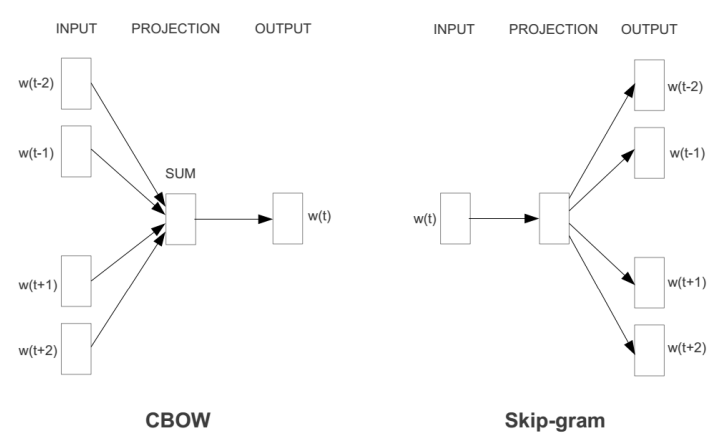 INPUT PROJECTION OUTPUT
w(t-2)
w(t-1)
SUM
w(t)
w(t+1)
w(t+2)
CBOW
INPUT PROJECTION OUTPUT
w(t-2)
w(t-1)
w(t)
w(t+1)
w(t+2)
Skip-gram